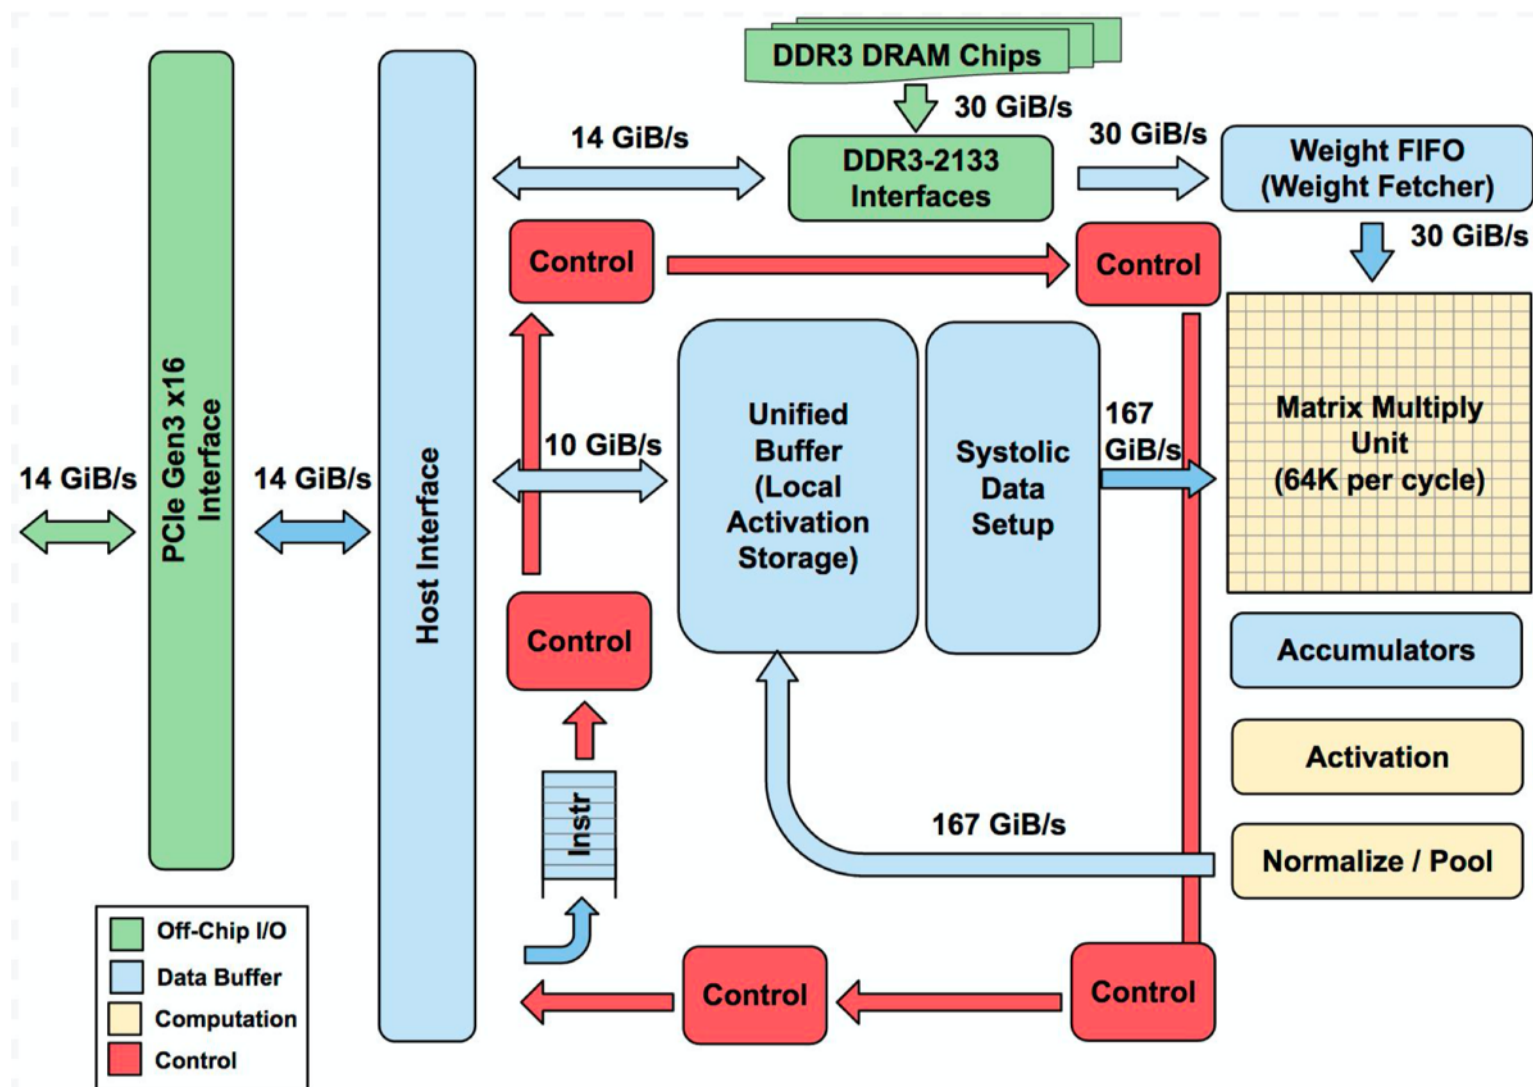 DDR3 DRAM Chips
30 GiB/s
14 GiB/s
DDR3-2133
Interfaces
30 GiB/s
Weight FIFO
(Weight Fetcher)
30 GiB/s
Control
Control
PCIe Gen3 x16
Interface
Host Interface
14 GiB/s
14 GiB/s
10 GiB/s
Unified
Buffer
(Local
Activation
Storage)
Systolic
Data
Setup
167
GiB/s
Matrix Multiply
Unit
(64K per cycle)
Control
Accumulators
Activation
Instr
167 GiB/s
Normalize / Pool
Control
Control
Off-Chip I/O
Data Buffer
Computation
Control